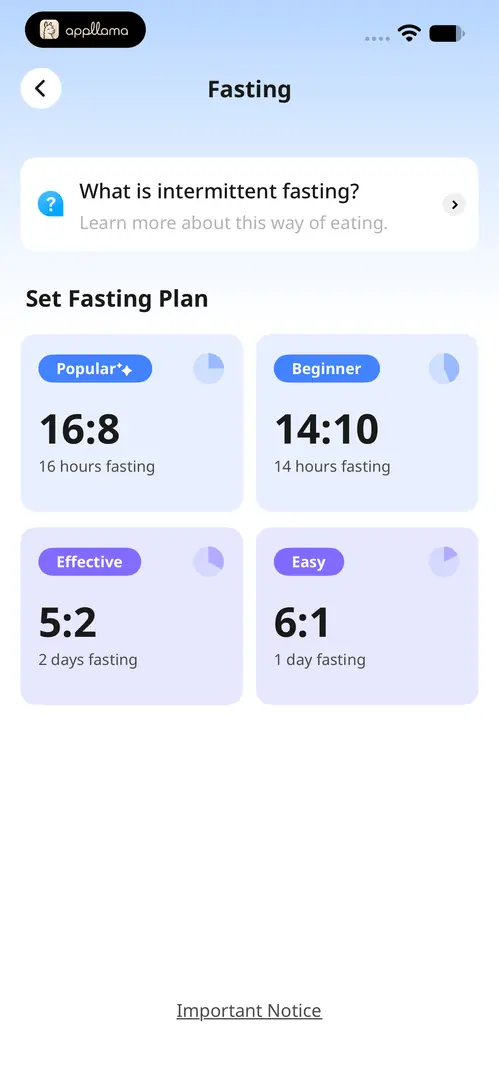 appllama
Fasting
What is intermittent fasting?
Learn more about this way of eating.
Set Fasting Plan
Popular
16:8
16 hours fasting
Beginner
14:10
14 hours fasting
Effective
5:2
2 days fasting
Easy
6:1
1 day fasting
Important Notice